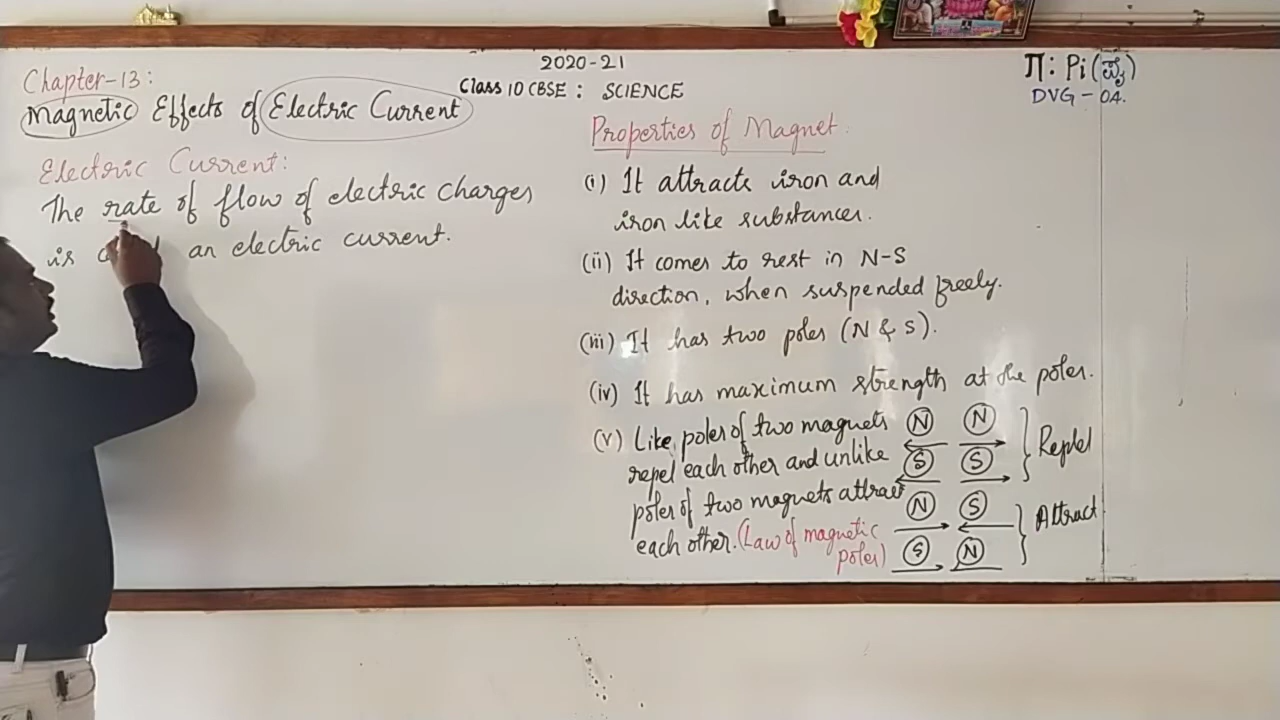 2020-21
Class 10 CBSE : SCIENCE
Π: Pi (ಪೈ)
DVG - 04.
Chapter-13:
Magnetic Effects of Electric Current
Electric Current:
The rate of flow of electric charges
is an electric current.
Properties of Magnet.
(i) It attracts iron and
iron like substances.
(ii) It comes to rest in N-S
direction, when suspended freely.
(iii) It has two poles (N & S).
(iv) It has maximum strength at the poles.
(v) Like poles of two magnets
repel each other and unlike
poles of two magnets attract
each other. (Law of magnetic
poles)
N N
S S
Replel
N S
S N
Attract